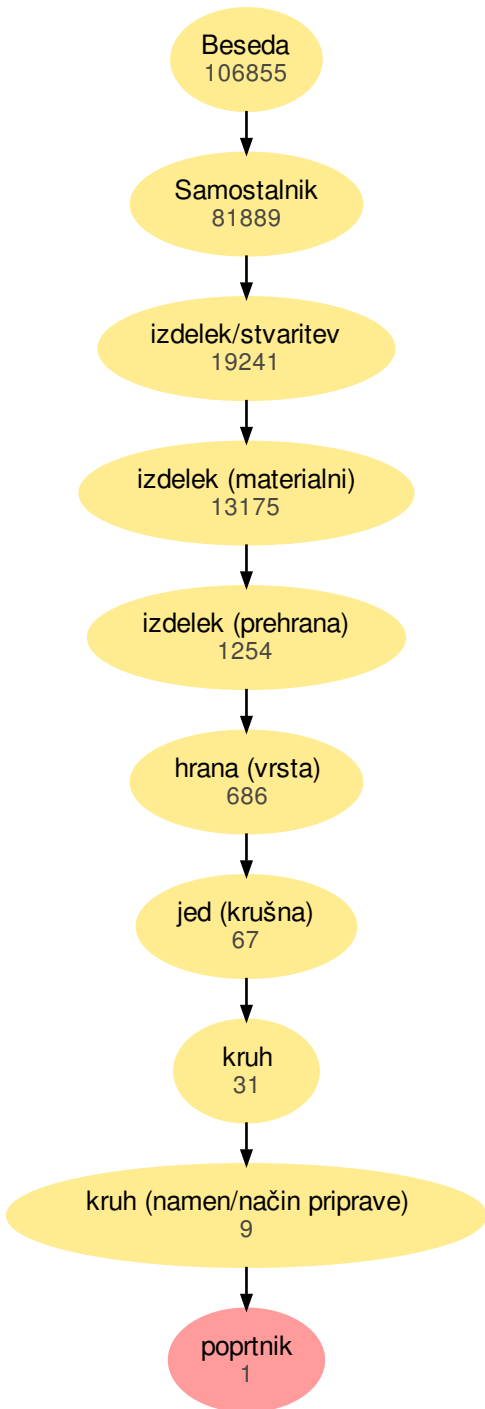 Beseda
106855
Samostalnik
81889
izdelek/stvaritev
19241
izdelek (materialni)
13175
izdelek (prehrana)
1254
hrana (vrsta)
686
jed (krušna)
67
kruh
31
kruh (namen/način priprave)
9
poprtnik
1